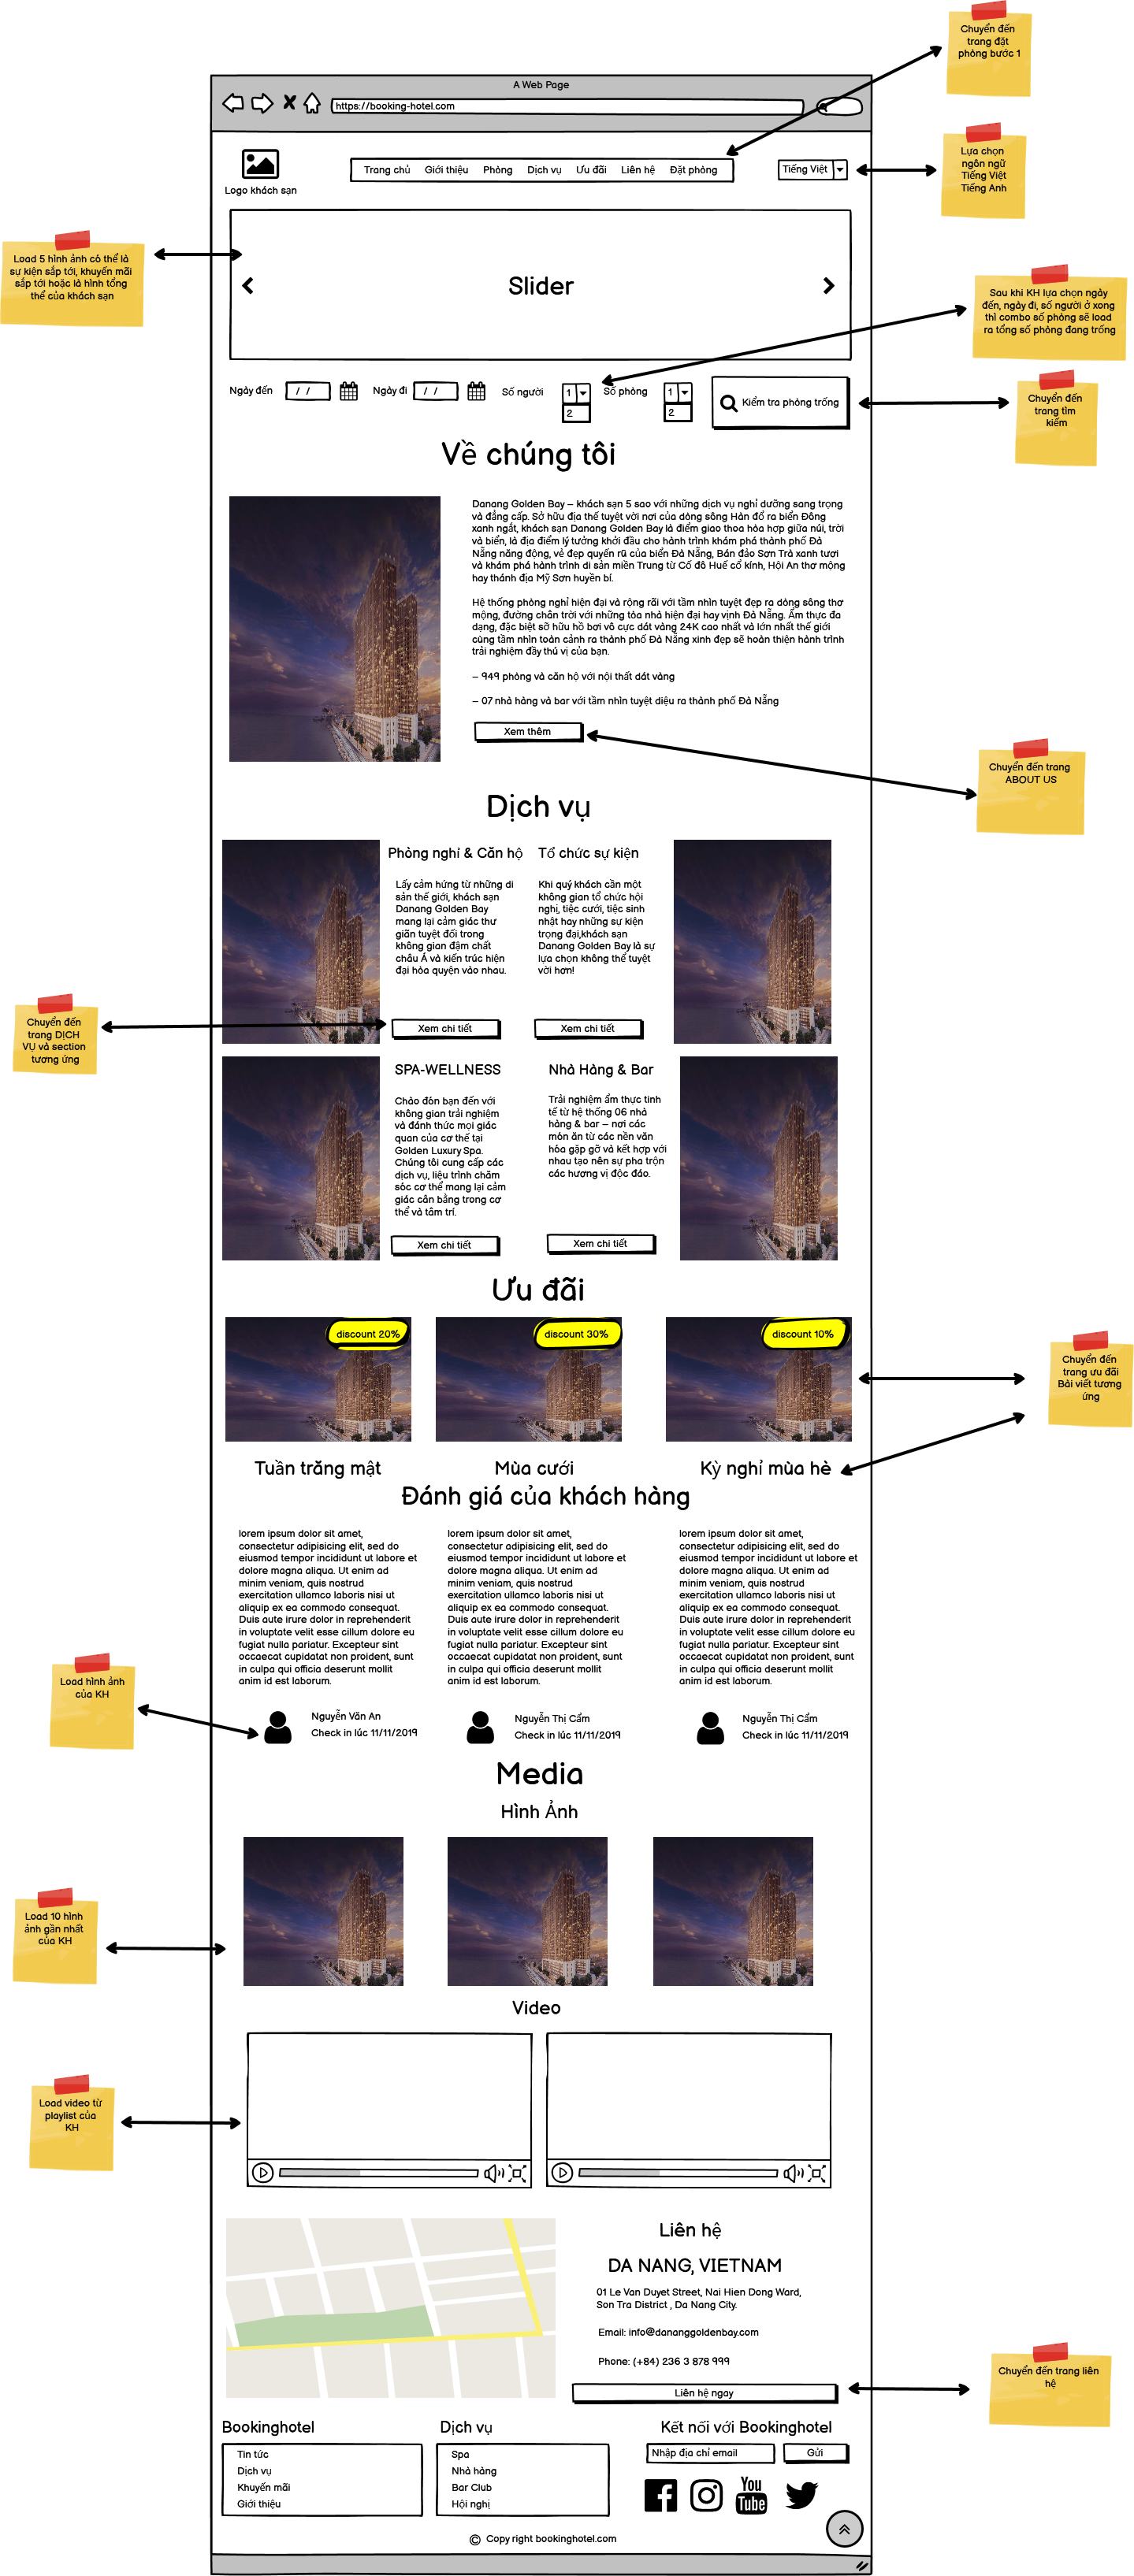 Chuyển đến
trang đặt
phòng bước 1
A Web Page
https://booking-hotel.com
Logo khách sạn
Trang chủ Giới thiệu Phòng Dịch vụ Ưu đãi Liên hệ Đặt phòng
Tiếng Việt
Lựa chọn
ngôn ngữ
Tiếng Việt
Tiếng Anh
Load 5 hình ảnh có thể là
sự kiện sắp tới, khuyến mãi
sắp tới hoặc là hình tổng
thể của khách sạn
Slider
Sau khi KH lựa chọn ngày
đến, ngày đi, số người ở xong
thì combo số phòng sẽ load
ra tổng số phòng đang trống
Ngày đến / / Ngày đi / / Số người 1 Số phòng 1
2 2
Kiểm tra phòng trống
Chuyển đến
trang tìm
kiếm
Về chúng tôi
Danang Golden Bay – khách sạn 5 sao với những dịch vụ nghỉ dưỡng sang trọng
và đẳng cấp. Sở hữu địa thế tuyệt vời nơi của dòng sông Hàn đổ ra biển Đông
xanh ngắt, khách sạn Danang Golden Bay là điểm giao thoa hòa hợp giữa núi, trời
và biển, là địa điểm lý tưởng khởi đầu cho hành trình khám phá thành phố Đà
Nẵng năng động, vẻ đẹp quyến rũ của biển Đà Nẵng, Bán đảo Sơn Trà xanh tươi
và khám phá hành trình di sản miền Trung từ Cố đô Huế cổ kính, Hội An thơ mộng
hay thánh địa Mỹ Sơn huyền bí.
Hệ thống phòng nghỉ hiện đại và rộng rãi với tầm nhìn tuyệt đẹp ra dòng sông thơ
mộng, đường chân trời với những tòa nhà hiện đại hay vịnh Đà Nẵng. Ẩm thực đa
dạng, đặc biệt sở hữu hồ bơi vô cực dát vàng 24K cao nhất và lớn nhất thế giới
cùng tầm nhìn toàn cảnh ra thành phố Đà Nẵng xinh đẹp sẽ hoàn thiện hành trình
trải nghiệm đầy thú vị của bạn.
– 949 phòng và căn hộ với nội thất dát vàng
– 07 nhà hàng và bar với tầm nhìn tuyệt diệu ra thành phố Đà Nẵng
Xem thêm
Chuyển đến trang
ABOUT US
Dịch vụ
Phòng nghỉ & Căn hộ
Lấy cảm hứng từ những di
sản thế giới, khách sạn
Danang Golden Bay
mang lại cảm giác thư
giãn tuyệt đối trong
không gian đậm chất
châu Á và kiến trúc hiện
đại hòa quyện vào nhau.
Xem chi tiết
Tổ chức sự kiện
Khi quý khách cần một
không gian tổ chức hội
nghị, tiệc cưới, tiệc sinh
nhật hay những sự kiện
trọng đại,khách sạn
Danang Golden Bay là sự
lựa chọn không thể tuyệt
vời hơn!
Xem chi tiết
Chuyển đến
trang DỊCH
VỤ và section
tương ứng
SPA-WELLNESS
Chào đón bạn đến với
không gian trải nghiệm
và đánh thức mọi giác
quan của cơ thể tại
Golden Luxury Spa.
Chúng tôi cung cấp các
dịch vụ, liệu trình chăm
sóc cơ thể mang lại cảm
giác cân bằng trong cơ
thể và tâm trí.
Xem chi tiết
Nhà Hàng & Bar
Trải nghiệm ẩm thực tinh
tế từ hệ thống 06 nhà
hàng & bar – nơi các
món ăn từ các nền văn
hóa gặp gỡ và kết hợp với
nhau tạo nên sự pha trộn
các hương vị độc đáo.
Xem chi tiết
Ưu đãi
discount 20%
discount 30%
discount 10%
Chuyển đến
trang ưu đãi
Bài viết tương
ứng
Tuần trăng mật
Mùa cưới
Kỳ nghỉ mùa hè
Đánh giá của khách hàng
lorem ipsum dolor sit amet,
consectetur adipisicing elit, sed do
eiusmod tempor incididunt ut labore et
dolore magna aliqua. Ut enim ad
minim veniam, quis nostrud
exercitation ullamco laboris nisi ut
aliquip ex ea commodo consequat.
Duis aute irure dolor in reprehenderit
in voluptate velit esse cillum dolore eu
fugiat nulla pariatur. Excepteur sint
occaecat cupidatat non proident, sunt
in culpa qui officia deserunt mollit
anim id est laborum.
lorem ipsum dolor sit amet,
consectetur adipisicing elit, sed do
eiusmod tempor incididunt ut labore et
dolore magna aliqua. Ut enim ad
minim veniam, quis nostrud
exercitation ullamco laboris nisi ut
aliquip ex ea commodo consequat.
Duis aute irure dolor in reprehenderit
in voluptate velit esse cillum dolore eu
fugiat nulla pariatur. Excepteur sint
occaecat cupidatat non proident, sunt
in culpa qui officia deserunt mollit
anim id est laborum.
lorem ipsum dolor sit amet,
consectetur adipisicing elit, sed do
eiusmod tempor incididunt ut labore et
dolore magna aliqua. Ut enim ad
minim veniam, quis nostrud
exercitation ullamco laboris nisi ut
aliquip ex ea commodo consequat.
Duis aute irure dolor in reprehenderit
in voluptate velit esse cillum dolore eu
fugiat nulla pariatur. Excepteur sint
occaecat cupidatat non proident, sunt
in culpa qui officia deserunt mollit
anim id est laborum.
Load hình ảnh
của KH
Nguyễn Văn An
Check in lúc 11/11/2019
Nguyễn Thị Cẩm
Check in lúc 11/11/2019
Nguyễn Thị Cẩm
Check in lúc 11/11/2019
Media
Hình Ảnh
Load 10 hình
ảnh gần nhất
của KH
Video
Load video từ
playlist của
KH
Liên hệ
DA NANG, VIETNAM
01 Le Van Duyet Street, Nai Hien Dong Ward,
Son Tra District , Da Nang City.
Email: info@dananggoldenbay.com
Phone: (+84) 236 3 878 999
Liên hệ ngay
Chuyển đến trang liên
hệ
Bookinghotel
Tin tức
Dịch vụ
Khuyến mãi
Giới thiệu
Dịch vụ
Spa
Nhà hàng
Bar Club
Hội nghị
Kết nối với Bookinghotel
Nhập địa chỉ email Gửi
You
Tube
© Copy right bookinghotel.com